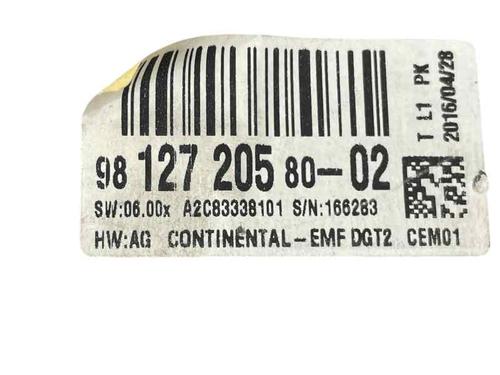 98 127 205 80-02
SW:06.00x A2C83338101 S/N:166283
HW:AG CONTINENTAL-EMF DGT2 CEM01
T L1 PK
2016/04/28